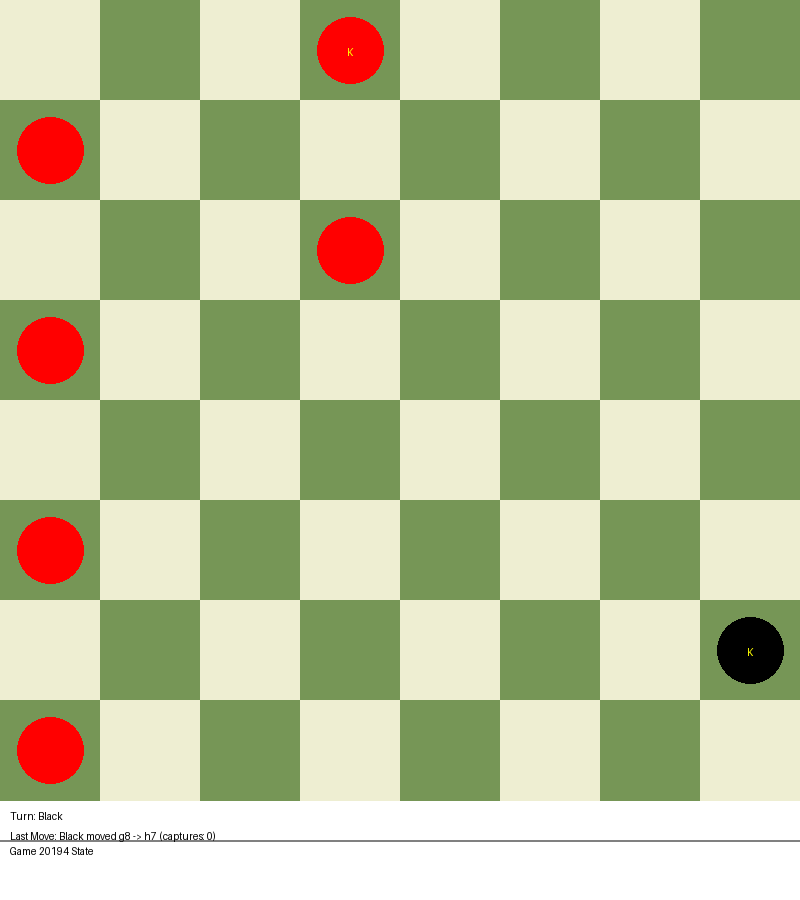 K
K
Turn: Black
Last Move: Black moved g8 -> h7 (captures: 0)
Game 20194 State